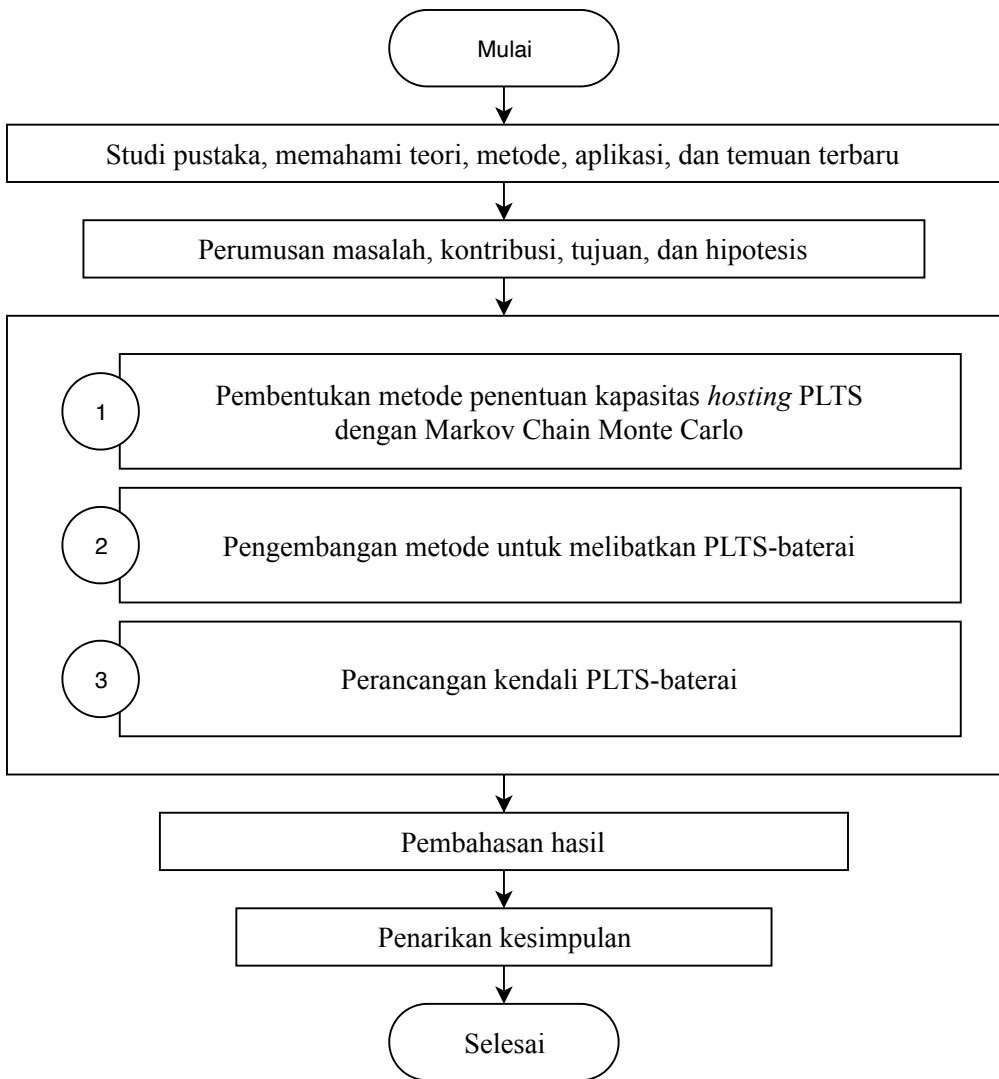 Mulai
Studi pustaka, memahami teori, metode, aplikasi, dan temuan terbaru
Perumusan masalah, kontribusi, tujuan, dan hipotesis
1
Pembentukan metode penentuan kapasitas hosting PLTS
dengan Markov Chain Monte Carlo
2
Pengembangan metode untuk melibatkan PLTS-baterai
3
Perancangan kendali PLTS-baterai
Pembahasan hasil
Penarikan kesimpulan
Selesai